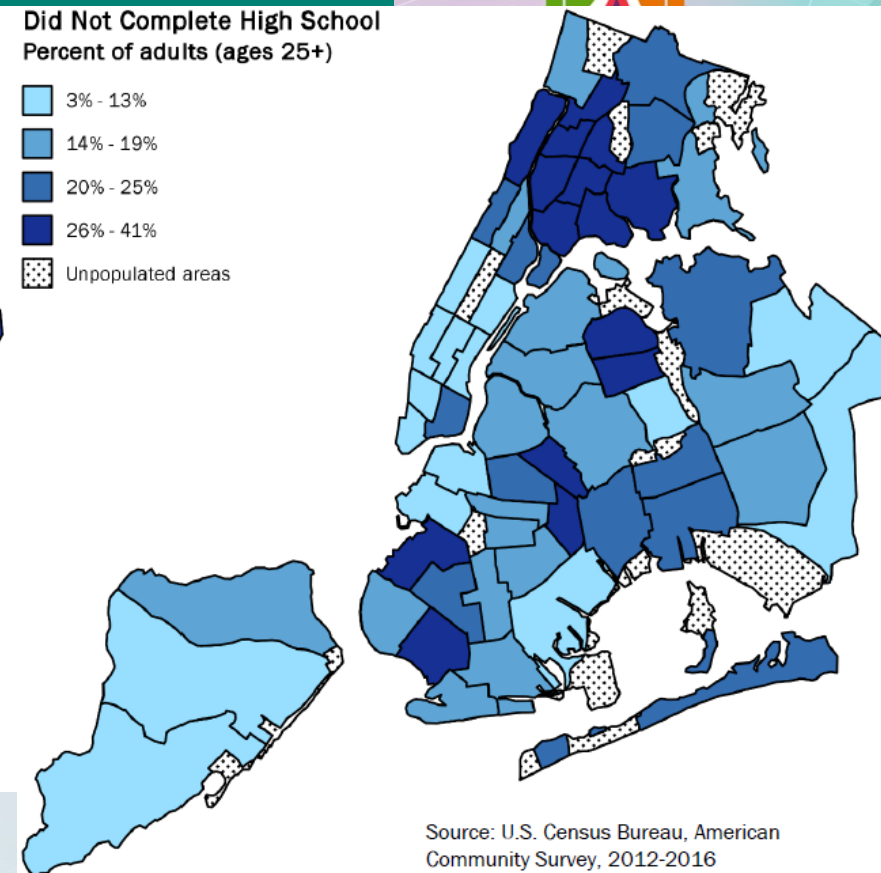 Did Not Complete High School
Percent of adults (ages 25+)
3% - 13%
14% - 19%
20% - 25%
26% - 41%
Unpopulated areas
Source: U.S. Census Bureau, American
Community Survey, 2012-2016